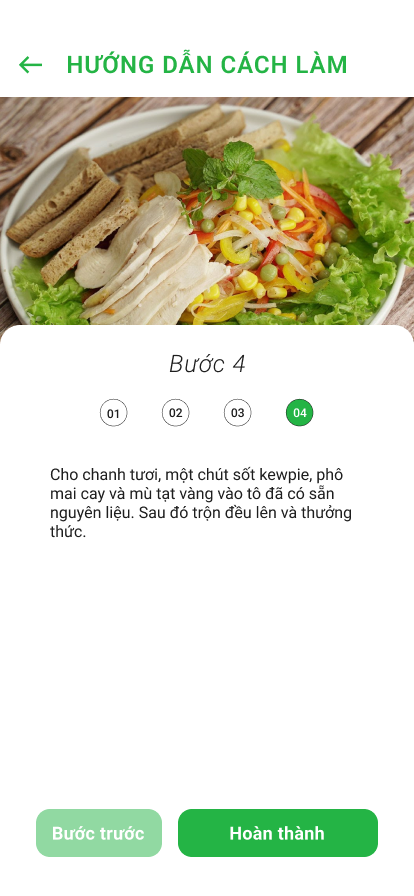 HƯỚNG DẪN CÁCH LÀM
Bước 4
01 02 03 04
Cho chanh tươi, một chút sốt kewpie, phô
mai cay và mù tạt vàng vào tô đã có sẵn
nguyên liệu. Sau đó trộn đều lên và thưởng
thức.
Bước trước Hoàn thành